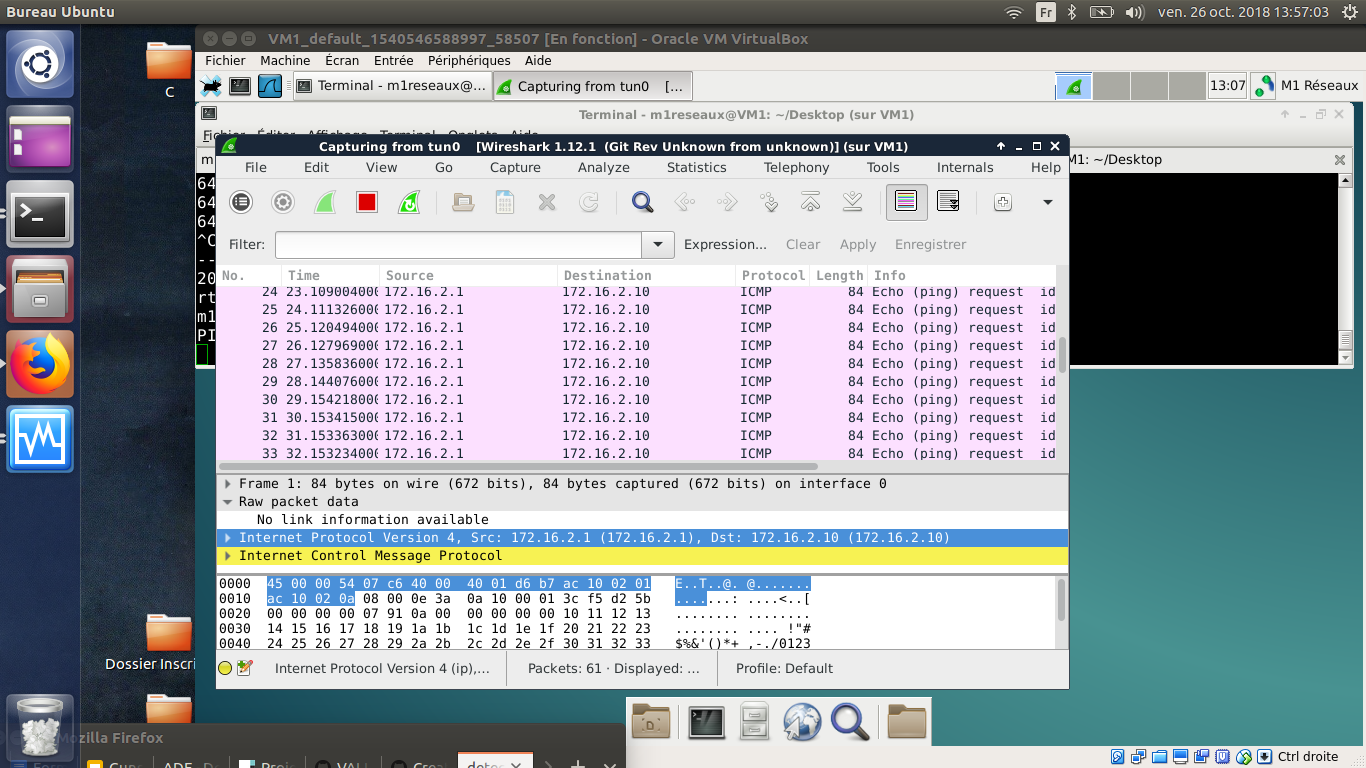 Bureau Ubuntu
Fr
ven. 26 oct. 2018 13:57:03
VM1_default_1540546588997_58507 [En fonction] - Oracle VM VirtualBox
Fichier Machine Écran Entrée Périphériques Aide
Terminal - m1reseaux@... Capturing from tun0 [... 13:07 M1 Réseaux
C
Terminal - m1reseaux@VM1: ~/Desktop (sur VM1)
Fichier Éditer Affichage Terminal Onglets Aide
Capturing from tun0 [Wireshark 1.12.1 (Git Rev Unknown from unknown)] (sur VM1)
M1: ~/Desktop
File Edit View Go Capture Analyze Statistics Telephony Tools Internals Help
m
64
64
64
^C
--
20
rt
m1
PI
Filter: Expression... Clear Apply Enregistrer
No. Time Source Destination Protocol Length Info
24 23.109004000 172.16.2.1 172.16.2.10 ICMP 84 Echo (ping) request id
25 24.111326000 172.16.2.1 172.16.2.10 ICMP 84 Echo (ping) request id
26 25.120494000 172.16.2.1 172.16.2.10 ICMP 84 Echo (ping) request id
27 26.127969000 172.16.2.1 172.16.2.10 ICMP 84 Echo (ping) request id
28 27.135836000 172.16.2.1 172.16.2.10 ICMP 84 Echo (ping) request id
29 28.144076000 172.16.2.1 172.16.2.10 ICMP 84 Echo (ping) request id
30 29.154218000 172.16.2.1 172.16.2.10 ICMP 84 Echo (ping) request id
31 30.153415000 172.16.2.1 172.16.2.10 ICMP 84 Echo (ping) request id
32 31.153363000 172.16.2.1 172.16.2.10 ICMP 84 Echo (ping) request id
33 32.153234000 172.16.2.1 172.16.2.10 ICMP 84 Echo (ping) request id
Frame 1: 84 bytes on wire (672 bits), 84 bytes captured (672 bits) on interface 0
Raw packet data
No link information available
Internet Protocol Version 4, Src: 172.16.2.1 (172.16.2.1), Dst: 172.16.2.10 (172.16.2.10)
Internet Control Message Protocol
0000 45 00 00 54 07 c6 40 00 40 01 d6 b7 ac 10 02 01 E..T..@. @.......
0010 ac 10 02 0a 08 00 0e 3a 0a 10 00 01 3c f5 d2 5b .......: ....<..[
0020 00 00 00 00 07 91 0a 00 00 00 00 00 10 11 12 13 ........ ........
0030 14 15 16 17 18 19 1a 1b 1c 1d 1e 1f 20 21 22 23 ........ .... !"#
0040 24 25 26 27 28 29 2a 2b 2c 2d 2e 2f 30 31 32 33 $%&'()*+ ,-./0123
Internet Protocol Version 4 (ip),... Packets: 61 · Displayed: ... Profile: Default
Dossier Inscri
Mozilla Firefox
Ctrl droite